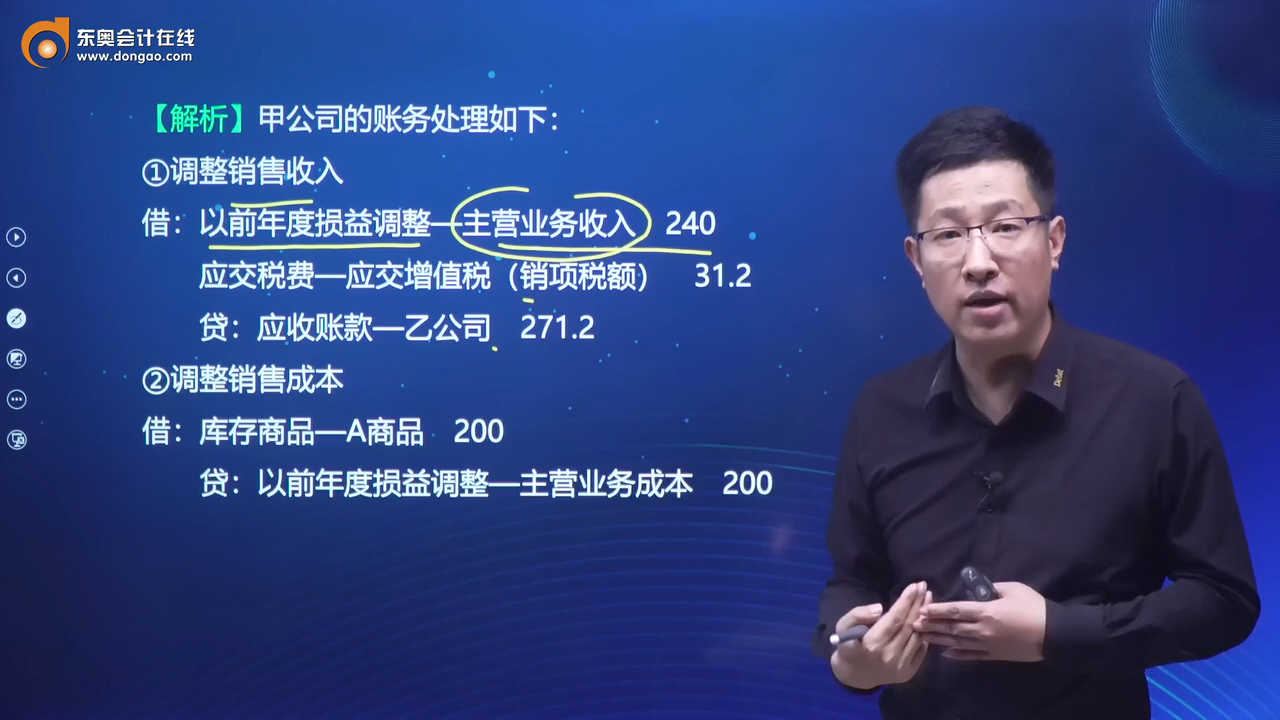 东奥会计在线
www.dongao.com
【解析】甲公司的账务处理如下：
①调整销售收入
借：以前年度损益调整—主营业务收入 240
应交税费—应交增值税（销项税额） 31.2
贷：应收账款—乙公司 271.2
②调整销售成本
借：库存商品—A商品 200
贷：以前年度损益调整—主营业务成本 200
Debet